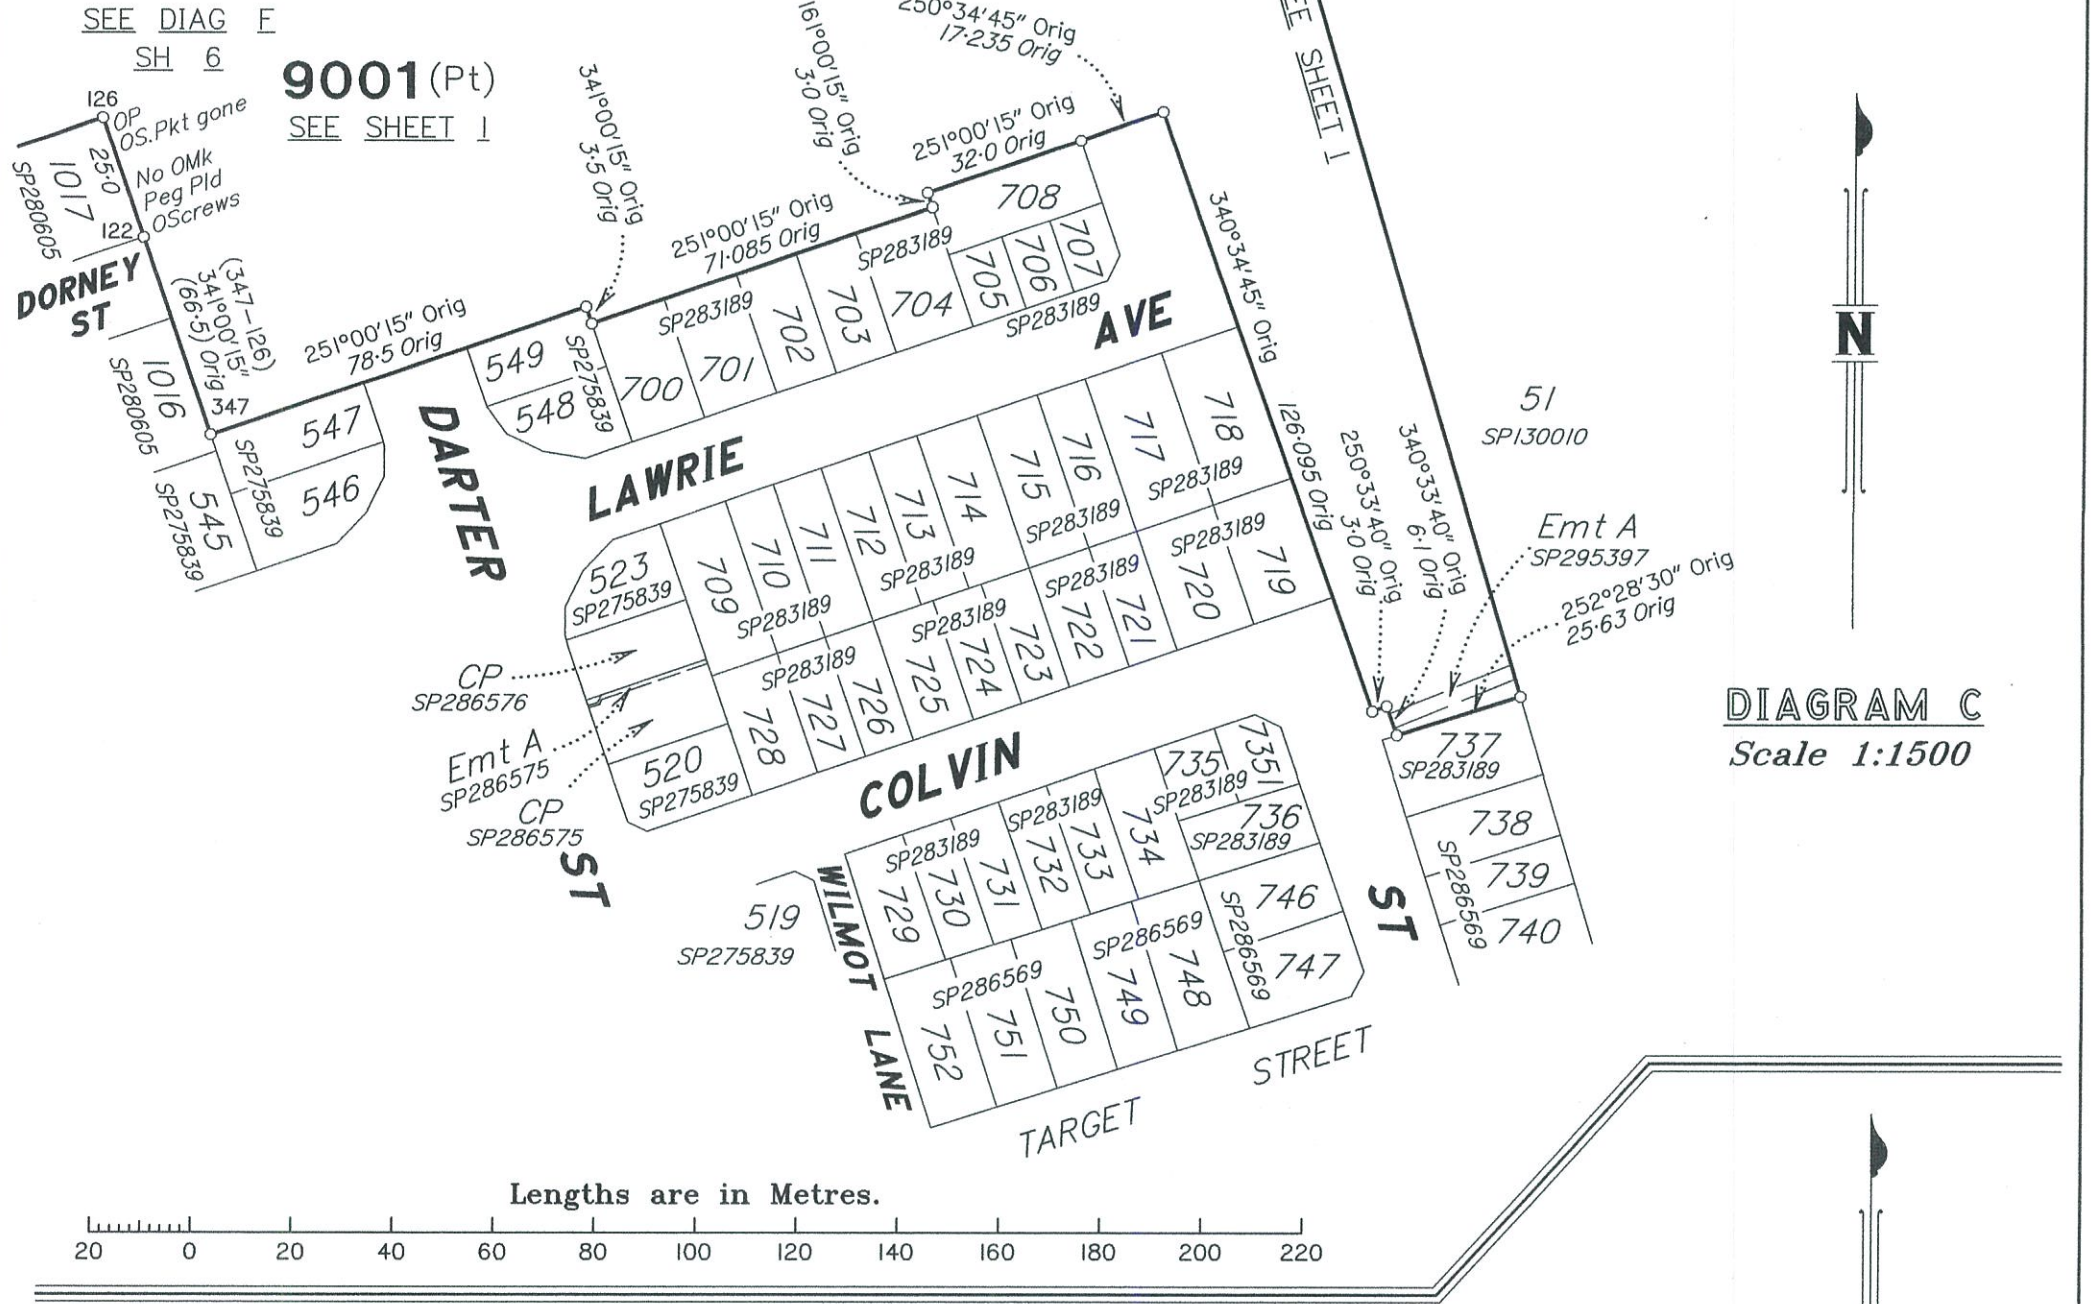 SEE DIAG F
SH 6
9001 (Pt)
SEE SHEET 1
126
OP
OS.Pkt gone
25·0
No OMk
Peg Pld
OScrews
122
1017
SP280605
DORNEY
ST
1016
SP280605
(347-126)
341°00'15"
(66·5) Orig
347
545
SP275839
251°00'15" Orig
78·5 Orig
547
SP275839
546
341°00'15" Orig
3·5 Orig
549
548
SP275839
251°00'15" Orig
71·085 Orig
161°00'15" Orig
3·0 Orig
251°00'15" Orig
32·0 Orig
250°34'45" Orig
17·235 Orig
SEE SHEET 1
700
SP283189
701
702
703
SP283189
704
708
705
706
707
SP283189
DARTER
ST
LAWRIE
AVE
340°34'45" Orig
126·095 Orig
523
SP275839
709
710
SP283189
711
712
713
SP283189
714
715
716
SP283189
717
SP283189
718
719
SP283189
720
721
722
SP283189
723
724
SP283189
725
726
727
SP283189
728
CP
SP286576
Emt A
SP286575
CP
SP286575
520
SP275839
250°33'40" Orig
3·0 Orig
340°33'40" Orig
6·1 Orig
51
SP130010
Emt A
SP295397
252°28'30" Orig
25·63 Orig
COLVIN
ST
737
SP283189
738
739
SP286569
740
735
7351
SP283189
736
SP283189
734
733
SP283189
732
731
730
SP283189
729
519
SP275839
WILMOT
LANE
746
SP286569
747
748
SP286569
749
750
751
SP286569
752
TARGET
STREET
N
DIAGRAM C
Scale 1:1500
Lengths are in Metres.
20 0 20 40 60 80 100 120 140 160 180 200 220